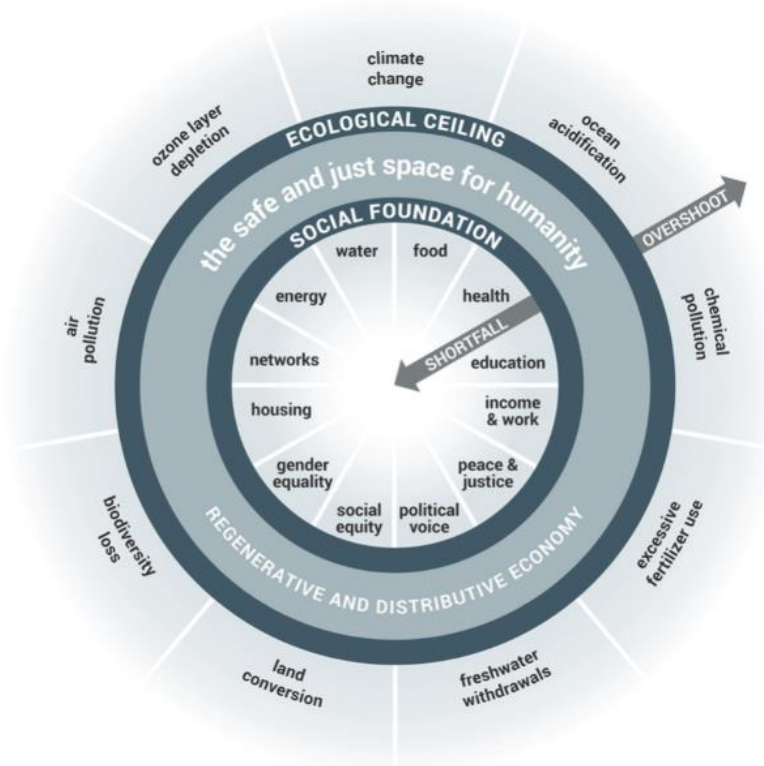 climate
change
ozone layer
depletion
ocean
acidification
ECOLOGICAL CEILING
the safe and just space for humanity
SOCIAL FOUNDATION
OVERSHOOT
water
food
energy
health
SHORTFALL
air
pollution
chemical
pollution
networks
education
housing
income
& work
gender
equality
peace &
justice
social
equity
political
voice
REGENERATIVE AND DISTRIBUTIVE ECONOMY
biodiversity
loss
excessive
fertilizer use
land
conversion
freshwater
withdrawals